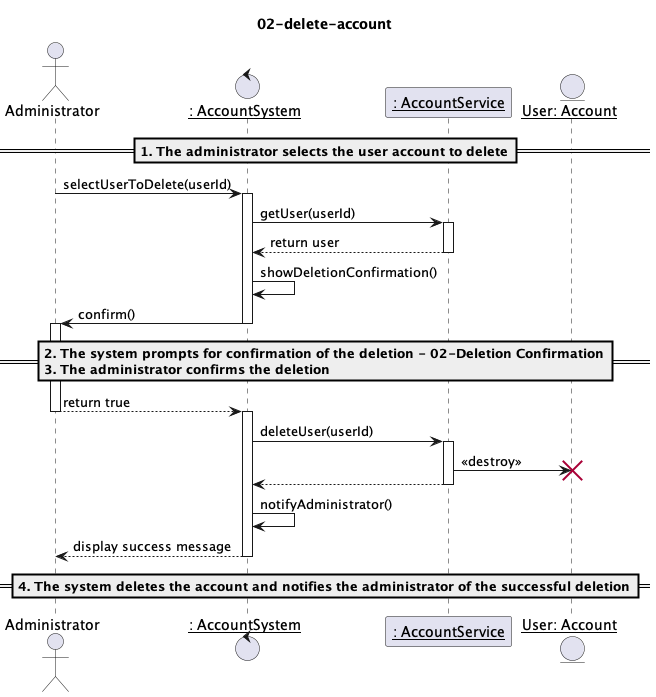 02-delete-account
Administrator
: AccountSystem
: AccountService
User: Account
1. The administrator selects the user account to delete
selectUserToDelete(userId)
getUser(userId)
return user
showDeletionConfirmation()
confirm()
2. The system prompts for confirmation of the deletion - 02-Deletion Confirmation
3. The administrator confirms the deletion
return true
deleteUser(userId)
«destroy»
notifyAdministrator()
display success message
4. The system deletes the account and notifies the administrator of the successful deletion
Administrator
: AccountSystem
: AccountService
User: Account